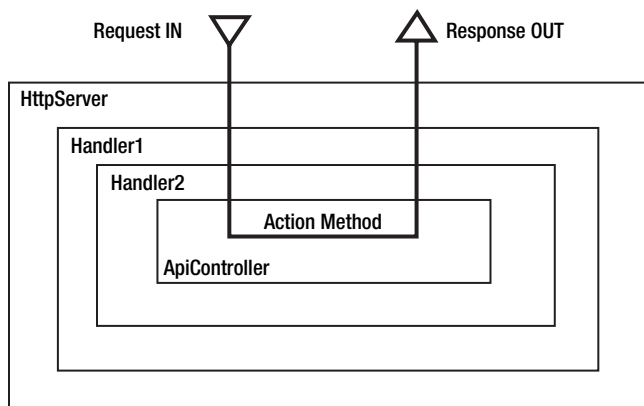 Request IN
Response OUT
HttpServer
Handler1
Handler2
Action Method
ApiController